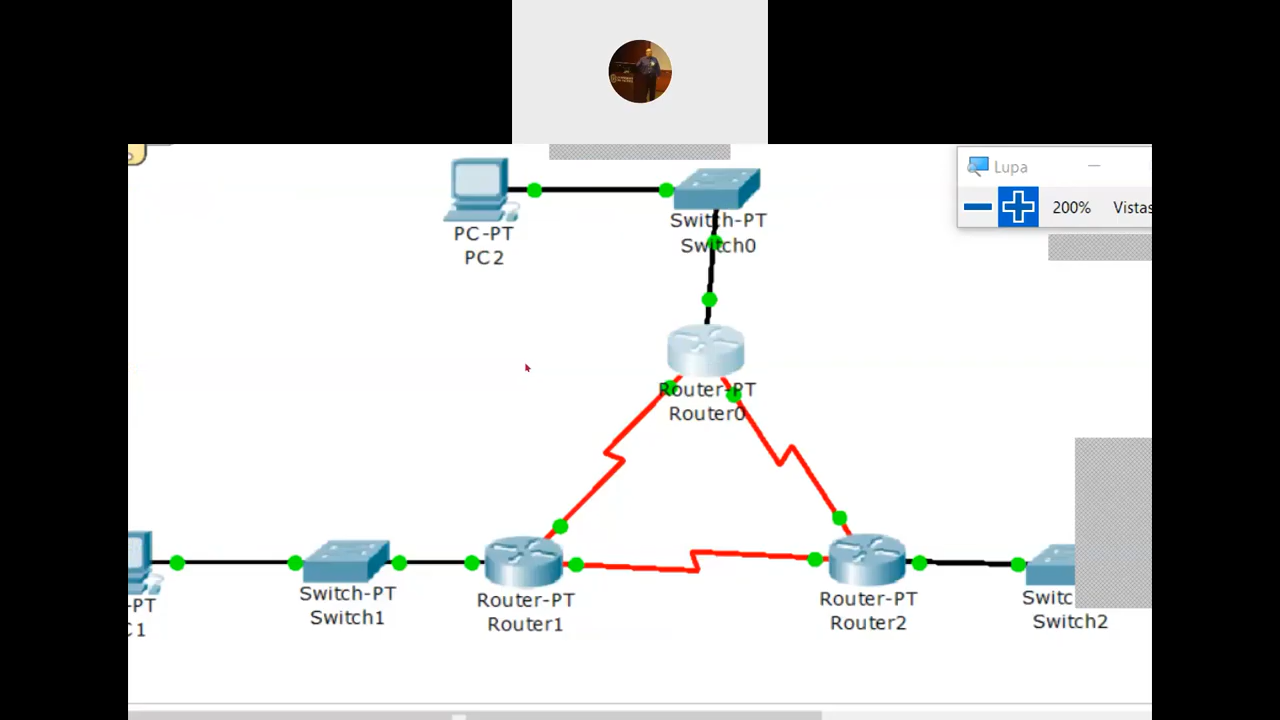 Lupa
200%
Vistas
PC-PT
PC2
Switch-PT
Switch0
Router-PT
Router0
-PT
C1
Switch-PT
Switch1
Router-PT
Router1
Router-PT
Router2
Switc
Switch2